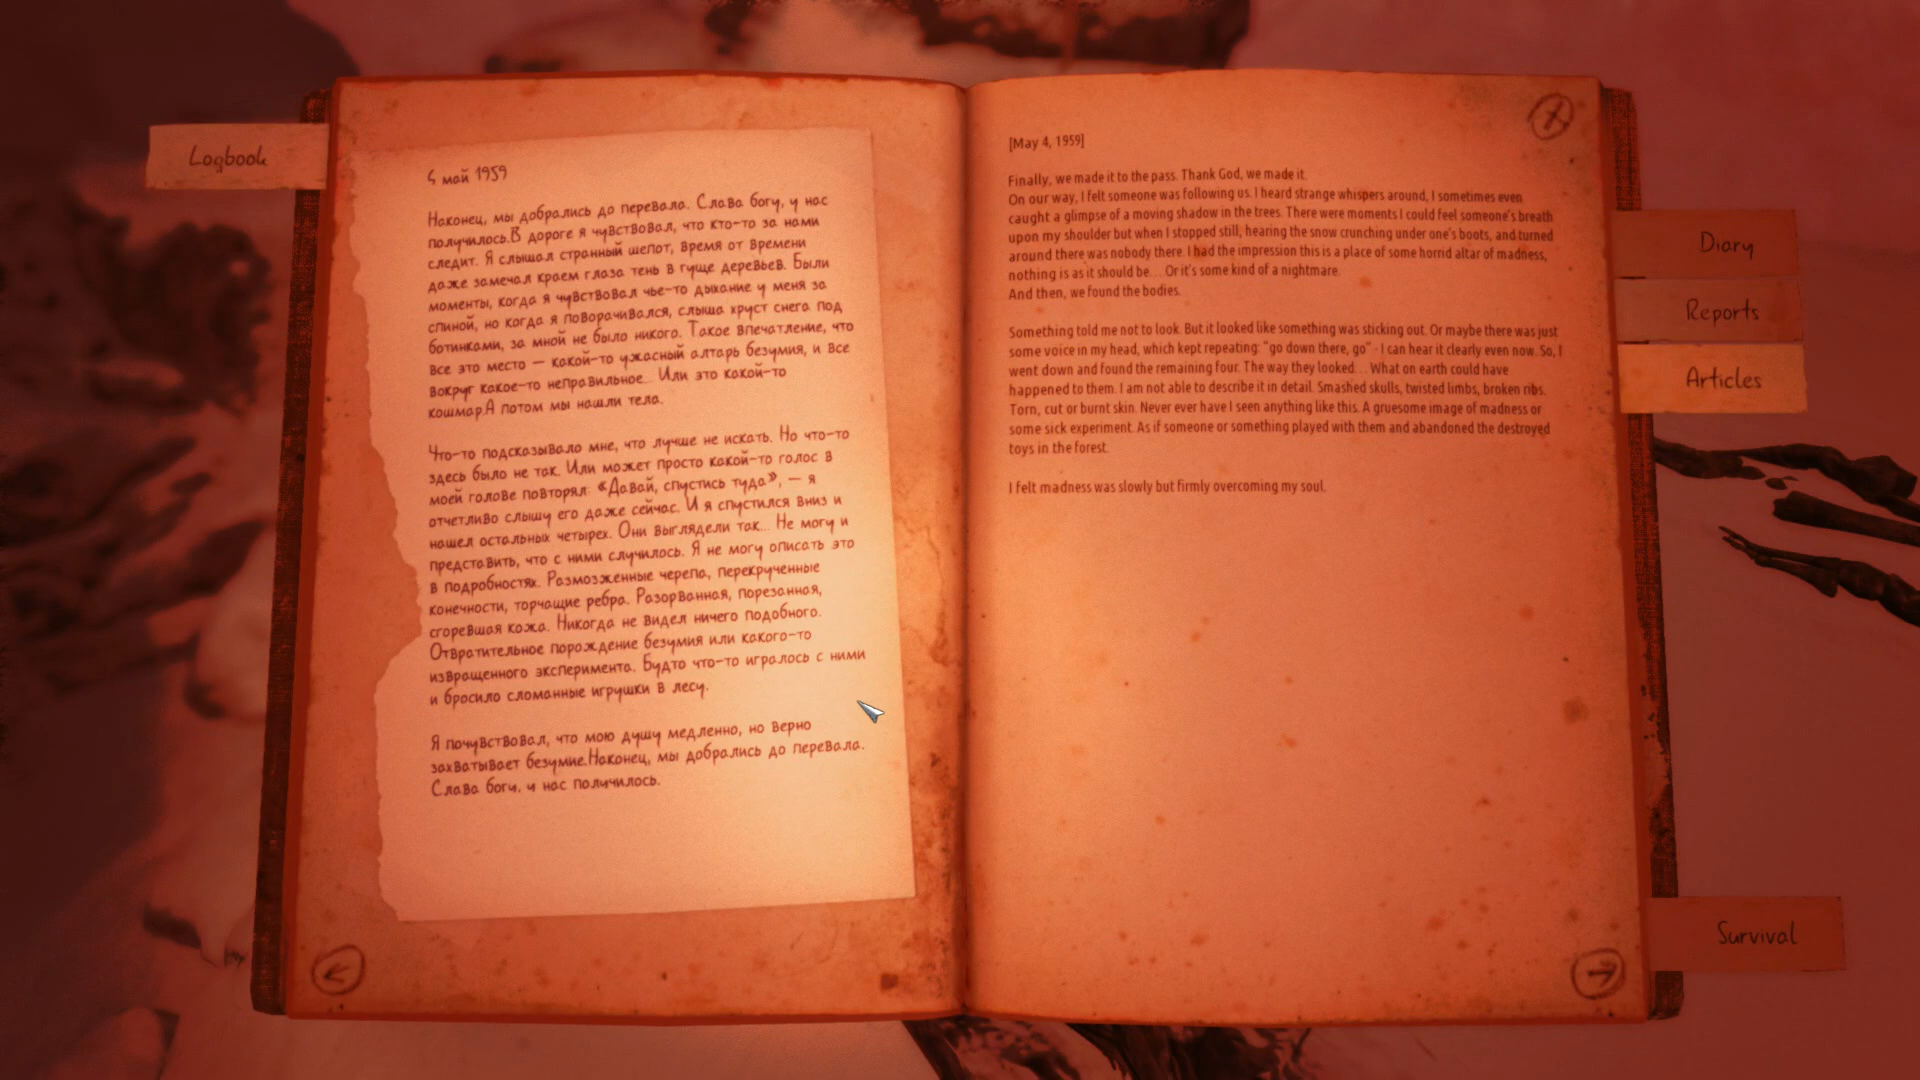 Logbook
4 май 1959
Наконец, мы добрались до перевала. Слава богу, у нас
получилось.В дороге я чувствовал, что кто-то за нами
следит. Я слышал странный шепот, время от времени
даже замечал краем глаза тень в гуще деревьев. Были
моменты, когда я чувствовал чье-то дыхание у меня за
спиной, но когда я поворачивался, слыша хруст снега под
ботинками, за мной не было никого. Такое впечатление, что
все это место — какой-то ужасный алтарь безумия, и все
вокруг какое-то неправильное... Или это какой-то
кошмар.А потом мы нашли тела.
Что-то подсказывало мне, что лучше не искать. Но что-то
здесь было не так. Или может просто какой-то голос в
моей голове повторял: «Давай, спустись туда», — я
отчетливо слышу его даже сейчас. И я спустился вниз и
нашел остальных четырех. Они выглядели так... Не могу и
представить, что с ними случилось. Я не могу описать это
в подробностях. Размозженные черепа, перекрученные
конечности, торчащие ребра. Разорванная, порезанная,
сгоревшая кожа. Никогда не видел ничего подобного.
Отвратительное порождение безумия или какого-то
извращенного эксперимента. Будто что-то игралось с ними
и бросило сломанные игрушки в лесу.
Я почувствовал, что мою душу медленно, но верно
захватывает безумие.Наконец, мы добрались до перевала.
Слава богу, у нас получилось.
[May 4, 1959]
Finally, we made it to the pass. Thank God, we made it.
On our way, I felt someone was following us. I heard strange whispers around, I sometimes even
caught a glimpse of a moving shadow in the trees. There were moments I could feel someone's breath
upon my shoulder but when I stopped still, hearing the snow crunching under one's boots, and turned
around there was nobody there. I had the impression this is a place of some horrid altar of madness,
nothing is as it should be... Or it's some kind of a nightmare.
And then, we found the bodies.
Something told me not to look. But it looked like something was sticking out. Or maybe there was just
some voice in my head, which kept repeating: "go down there, go" - I can hear it clearly even now. So, I
went down and found the remaining four. The way they looked... What on earth could have
happened to them. I am not able to describe it in detail. Smashed skulls, twisted limbs, broken ribs.
Torn, cut or burnt skin. Never ever have I seen anything like this. A gruesome image of madness or
some sick experiment. As if someone or something played with them and abandoned the destroyed
toys in the forest.
I felt madness was slowly but firmly overcoming my soul.
Diary
Reports
Articles
Survival